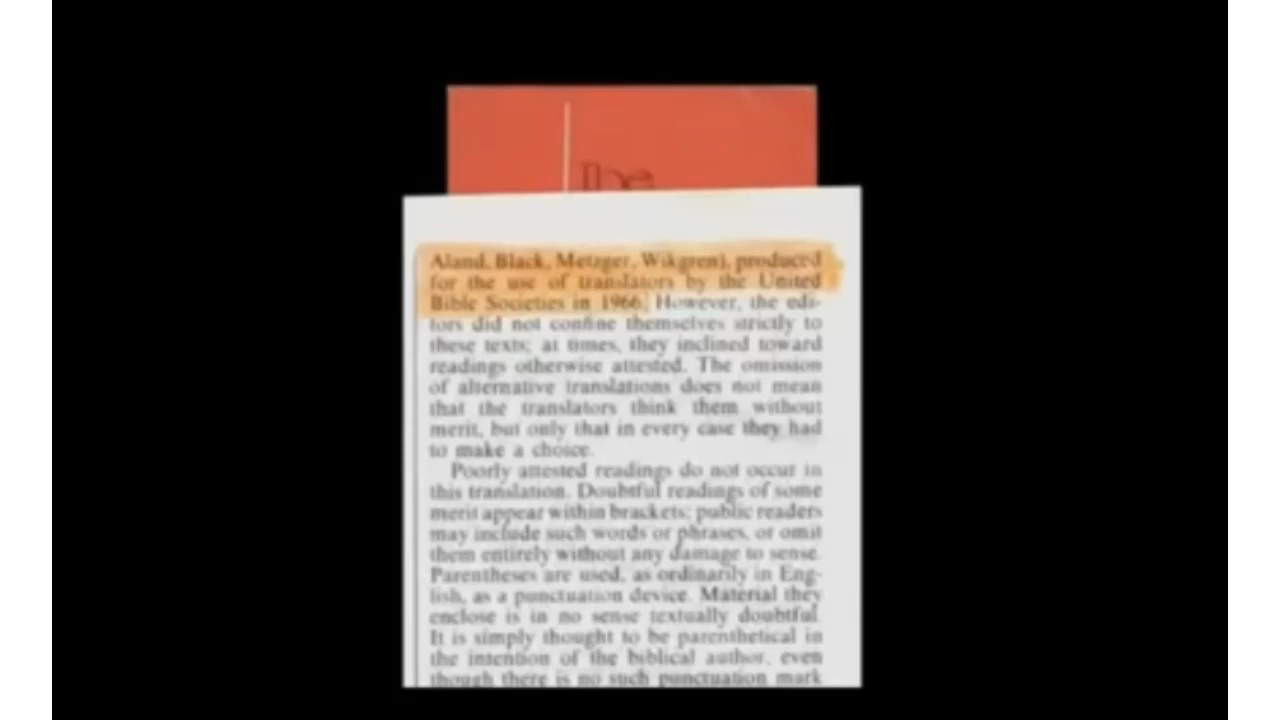 The
Aland, Black, Metzger, Wikgren), produced
for the use of translators by the United
Bible Societies in 1966. However, the edi-
tors did not confine themselves strictly to
these texts; at times, they inclined toward
readings otherwise attested. The omission
of alternative translations does not mean
that the translators think them without
merit, but only that in every case they had
to make a choice.
Poorly attested readings do not occur in
this translation. Doubtful readings of some
merit appear within brackets; public readers
may include such words or phrases, or omit
them entirely without any damage to sense.
Parentheses are used, as ordinarily in Eng-
lish, as a punctuation device. Material they
enclose is in no sense textually doubtful.
It is simply thought to be parenthetical in
the intention of the biblical author, even
though there is no such punctuation mark